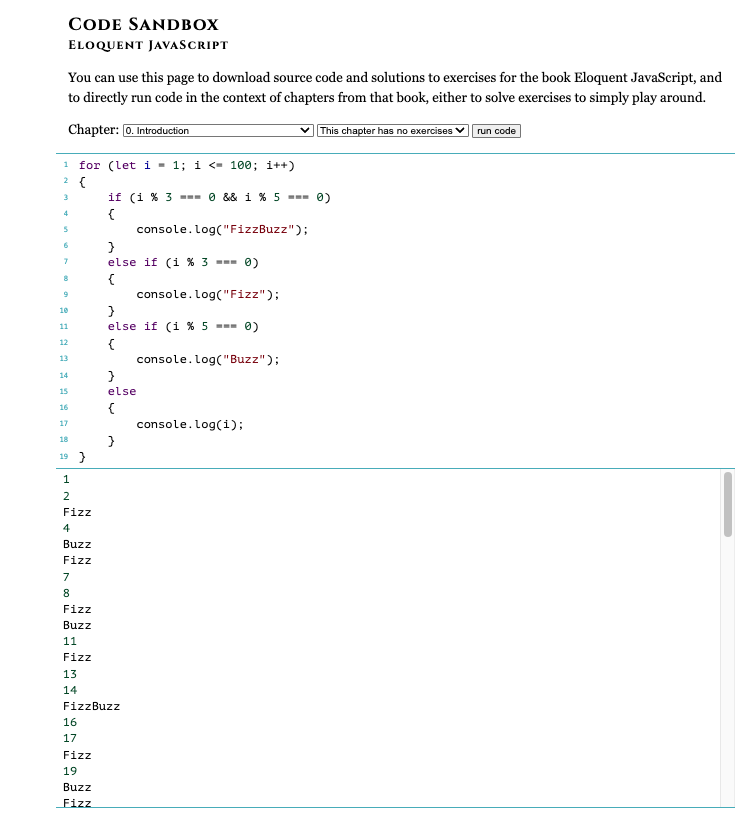 Code Sandbox
Eloquent JavaScript
You can use this page to download source code and solutions to exercises for the book Eloquent JavaScript, and
to directly run code in the context of chapters from that book, either to solve exercises to simply play around.
Chapter: 0. Introduction This chapter has no exercises run code
1 for (let i = 1; i <= 100; i++)
2 {
3     if (i % 3 === 0 && i % 5 === 0)
4     {
5         console.log("FizzBuzz");
6     }
7     else if (i % 3 === 0)
8     {
9         console.log("Fizz");
10     }
11     else if (i % 5 === 0)
12     {
13         console.log("Buzz");
14     }
15     else
16     {
17         console.log(i);
18     }
19 }
1
2
Fizz
4
Buzz
Fizz
7
8
Fizz
Buzz
11
Fizz
13
14
FizzBuzz
16
17
Fizz
19
Buzz
Fizz